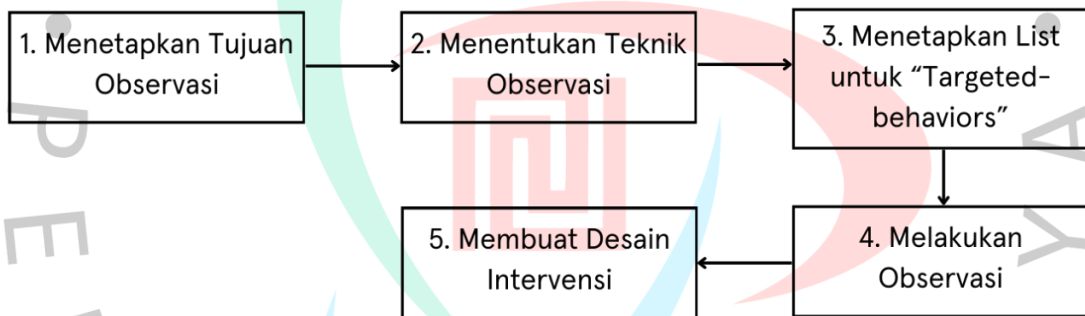 1. Menetapkan Tujuan
Observasi
2. Menentukan Teknik
Observasi
3. Menetapkan List
untuk “Targeted-
behaviors”
4. Melakukan
Observasi
5. Membuat Desain
Intervensi
P
E
A
Y